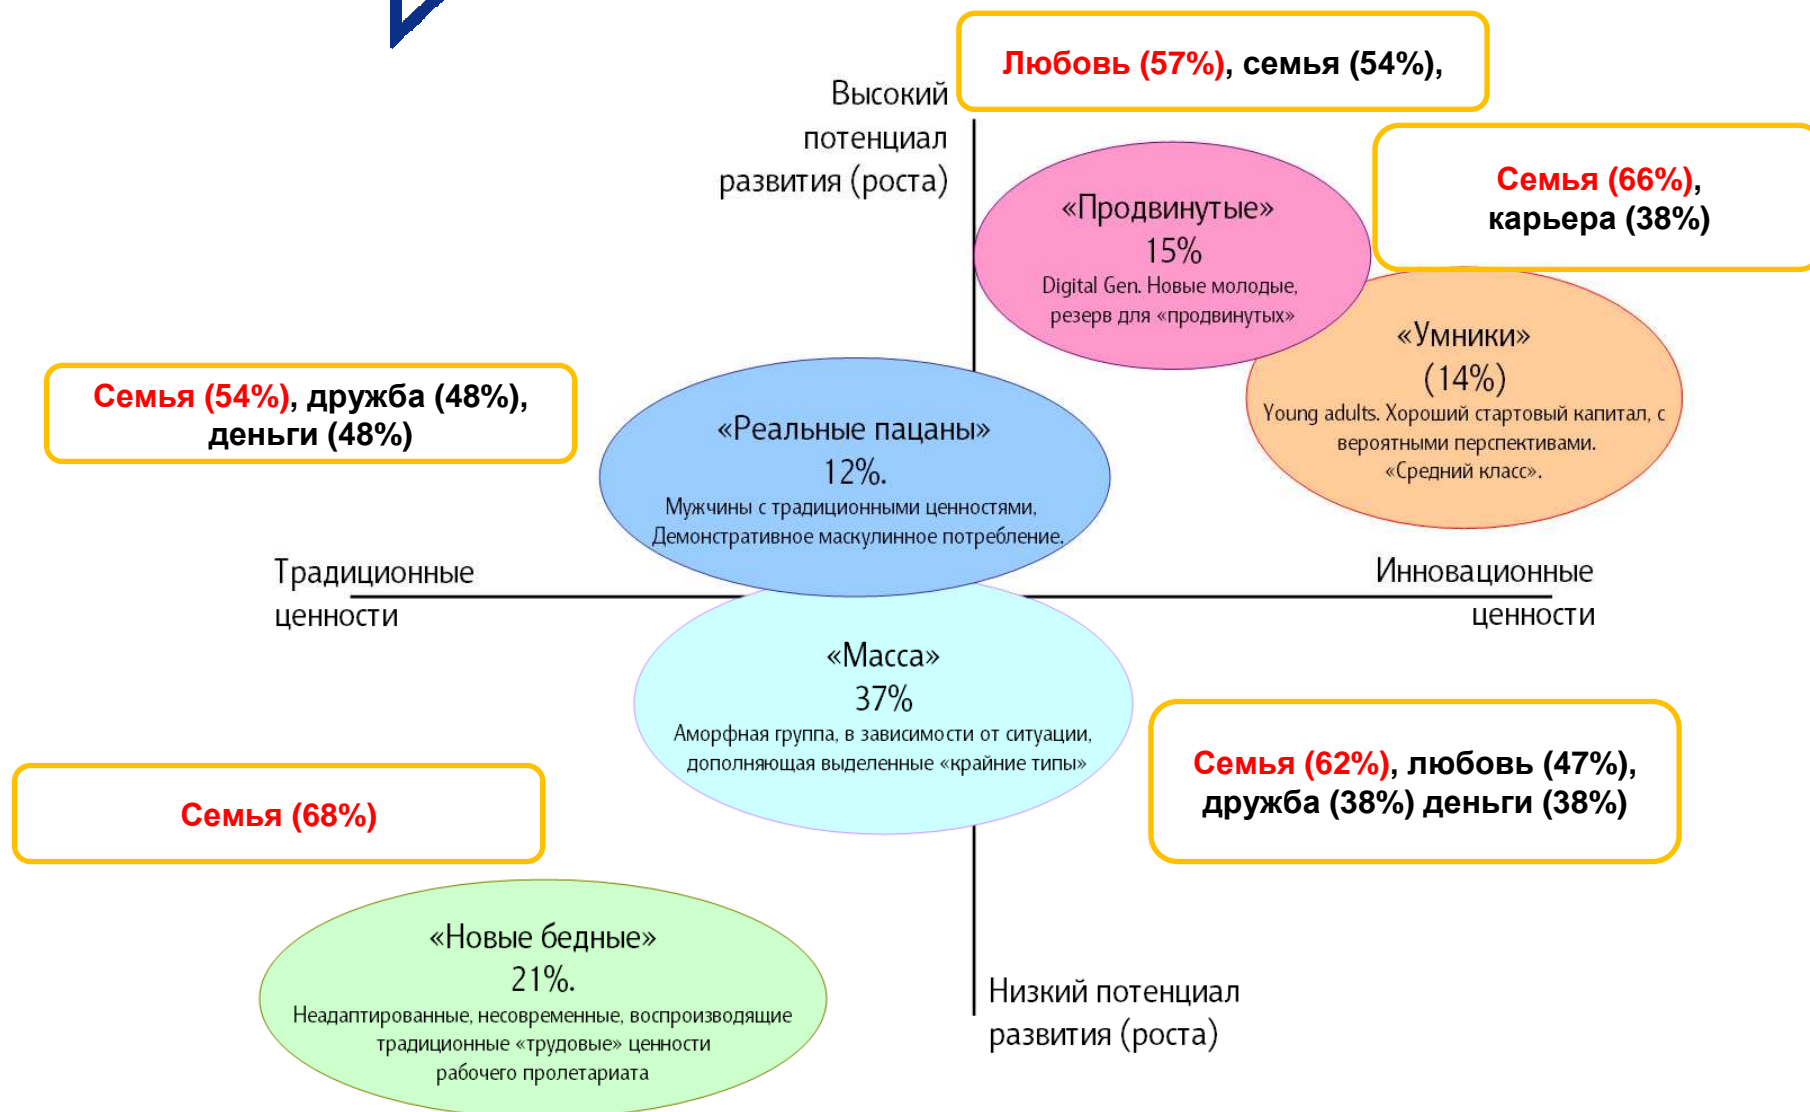 Любовь (57%), семья (54%),
Высокий
потенциал
развития (роста)
Семья (66%),
карьера (38%)
«Продвинутые»
15%
Digital Gen. Новые молодые,
резерв для «продвинутых»
«Умники»
(14%)
Young adults. Хороший стартовый капитал, с
вероятными перспективами.
«Средний класс».
Семья (54%), дружба (48%),
деньги (48%)
«Реальные пацаны»
12%.
Мужчины с традиционными ценностями,
Демонстративное маскулинное потребление.
Традиционные
ценности
Инновационные
ценности
«Масса»
37%
Аморфная группа, в зависимости от ситуации,
дополняющая выделенные «крайние типы»
Семья (62%), любовь (47%),
дружба (38%) деньги (38%)
Семья (68%)
«Новые бедные»
21%.
Неадаптированные, несовременные, воспроизводящие
традиционные «трудовые» ценности
рабочего пролетариата
Низкий потенциал
развития (роста)